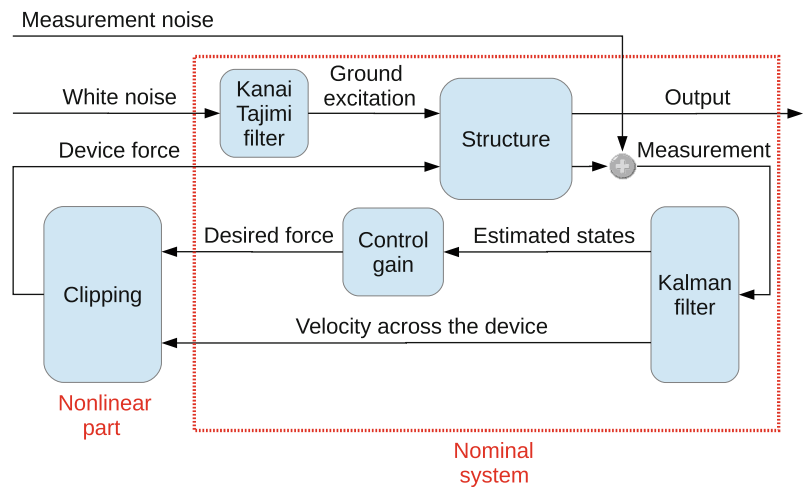 Measurement noise
White noise
Kanai
Tajimi
filter
Ground
excitation
Structure
Output
Device force
Measurement
Clipping
Desired force
Control
gain
Estimated states
Kalman
filter
Velocity across the device
Nonlinear
part
Nominal
system